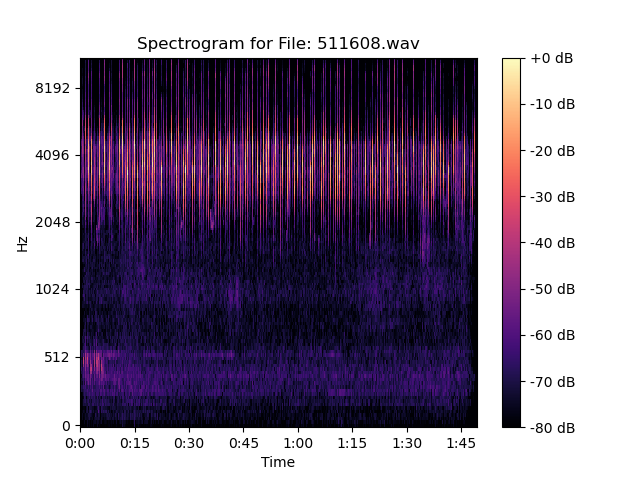 Spectrogram for File: 511608.wav
Hz
8192
4096
2048
1024
512
0
0:00 0:15 0:30 0:45 1:00 1:15 1:30 1:45
Time
+0 dB
-10 dB
-20 dB
-30 dB
-40 dB
-50 dB
-60 dB
-70 dB
-80 dB